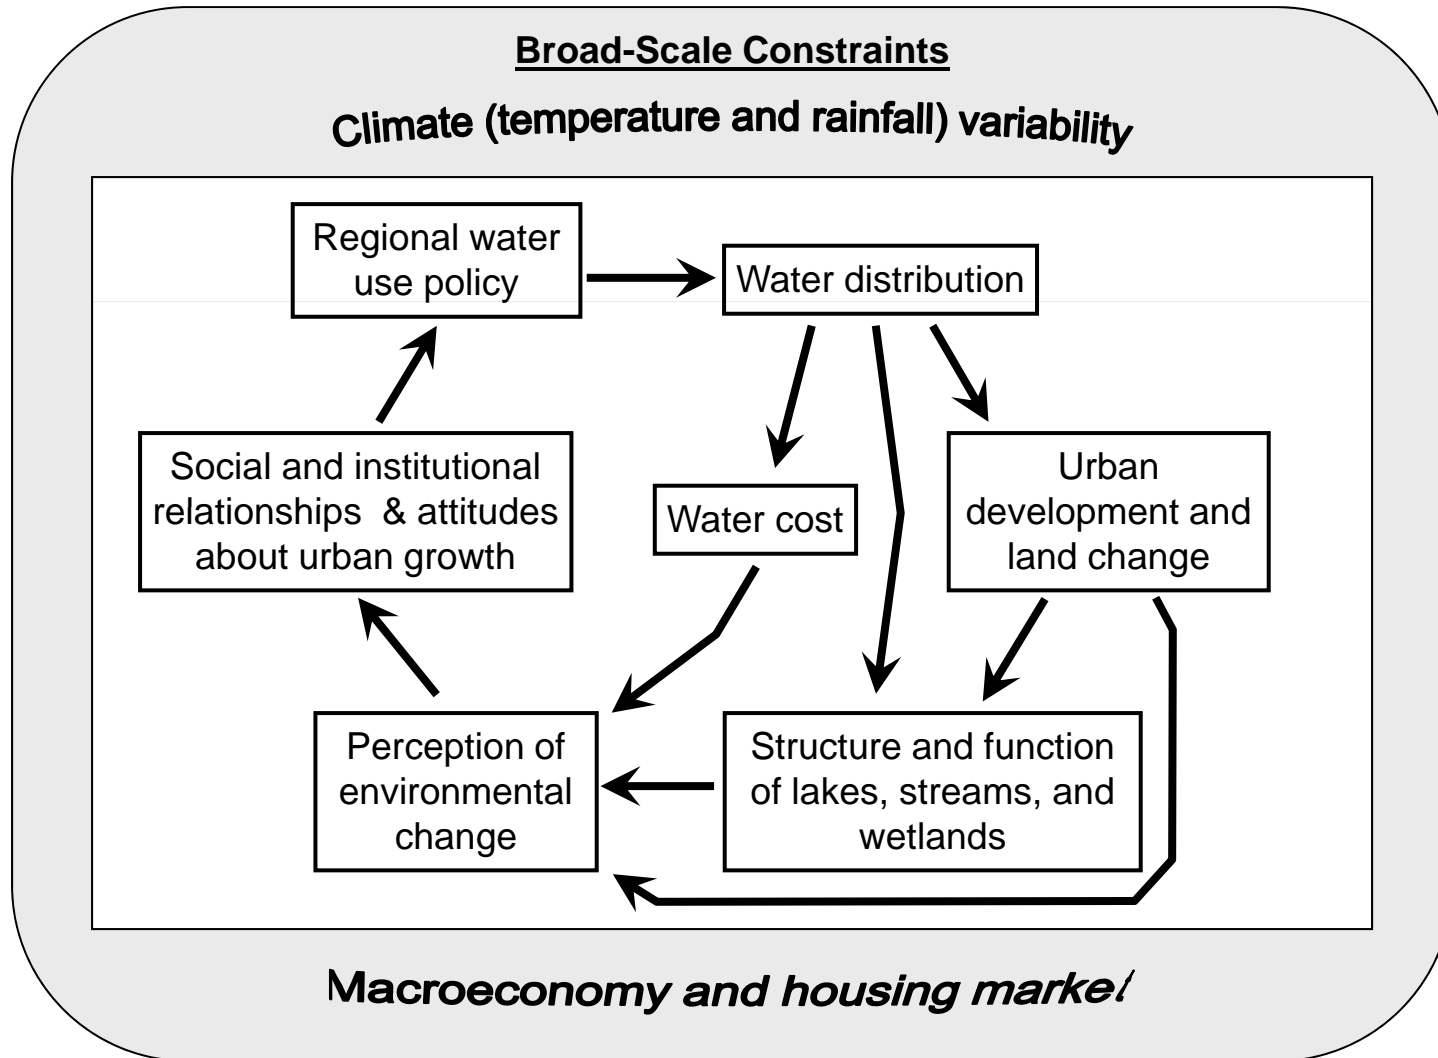 Broad-Scale Constraints
Climate (temperature and rainfall) variability
Regional water
use policy
Water distribution
Social and institutional
relationships  & attitudes
about urban growth
Water cost
Urban
development and
land change
Perception of
environmental
change
Structure and function
of lakes, streams, and
wetlands
Macroeconomy and housing market